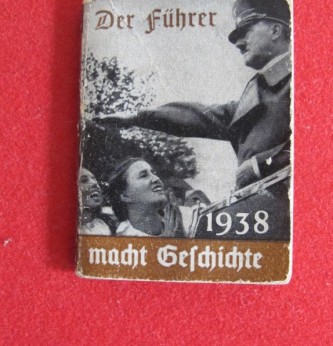 Der Führer
1938
macht Geschichte